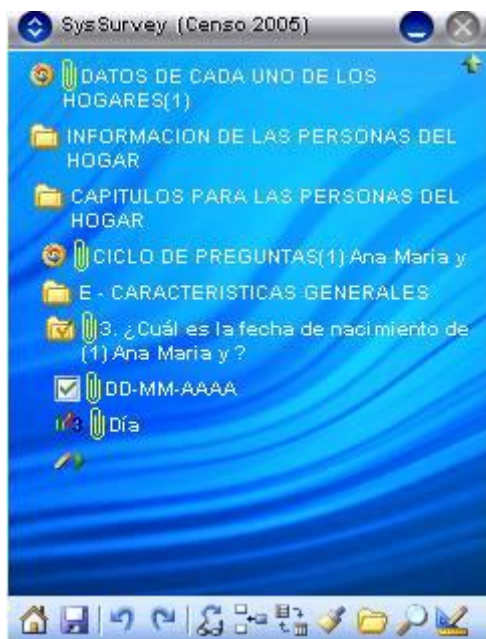 SysSurvey (Censo 2005)
DATOS DE CADA UNO DE LOS
HOGARES(1)
INFORMACION DE LAS PERSONAS DEL
HOGAR
CAPITULOS PARA LAS PERSONAS DEL
HOGAR
CICLO DE PREGUNTAS(1) Ana Maria y
E - CARACTERISTICAS GENERALES
3. ¿Cuál es la fecha de nacimiento de
(1) Ana Maria y ?
DD-MM-AAAA
Día